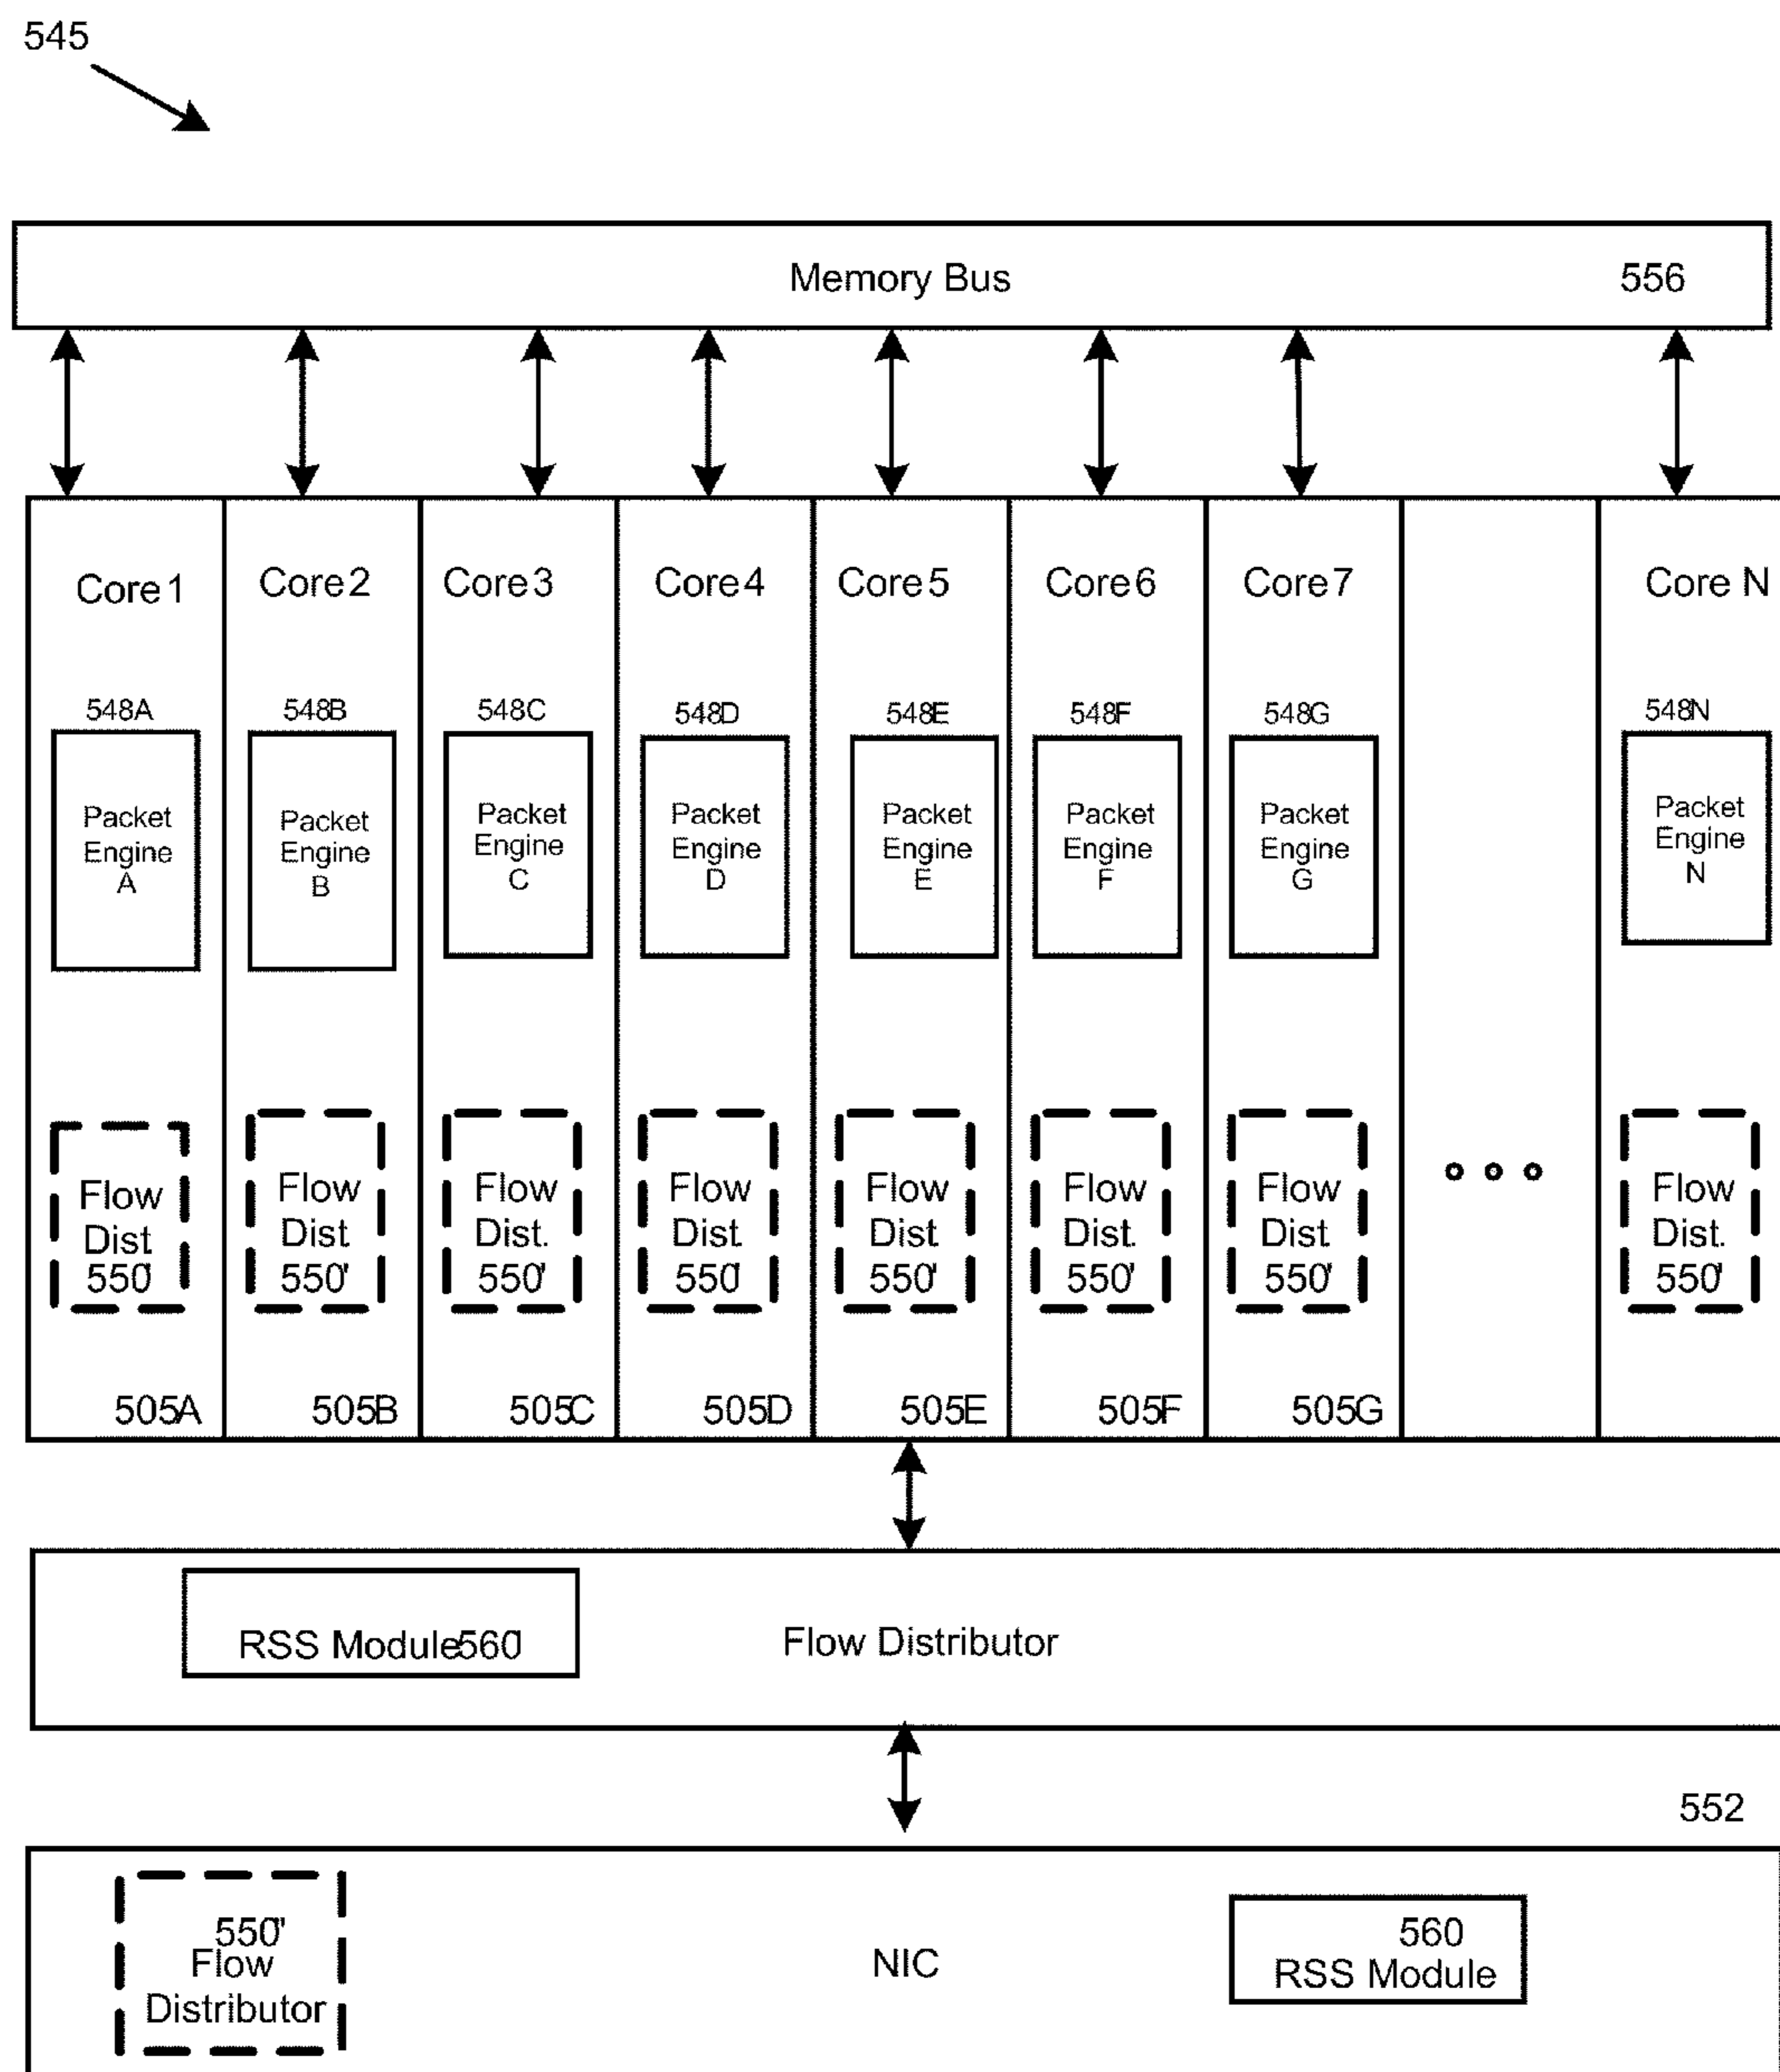 545
Memory Bus 556
Core 1 Core 2 Core 3 Core 4 Core 5 Core 6 Core 7 Core N
548A 548B 548C 548D 548E 548F 548G 548N
Packet
Engine
A
Packet
Engine
B
Packet
Engine
C
Packet
Engine
D
Packet
Engine
E
Packet
Engine
F
Packet
Engine
G
Packet
Engine
N
Flow
Dist
550'
Flow
Dist
550'
Flow
Dist.
550'
Flow
Dist
550'
Flow
Dist
550'
Flow
Dist.
550'
Flow
Dist
550'
Flow
Dist.
550'
505A 505B 505C 505D 505E 505F 505G
RSS Module560' Flow Distributor
552
550"
Flow
Distributor
NIC
560
RSS Module